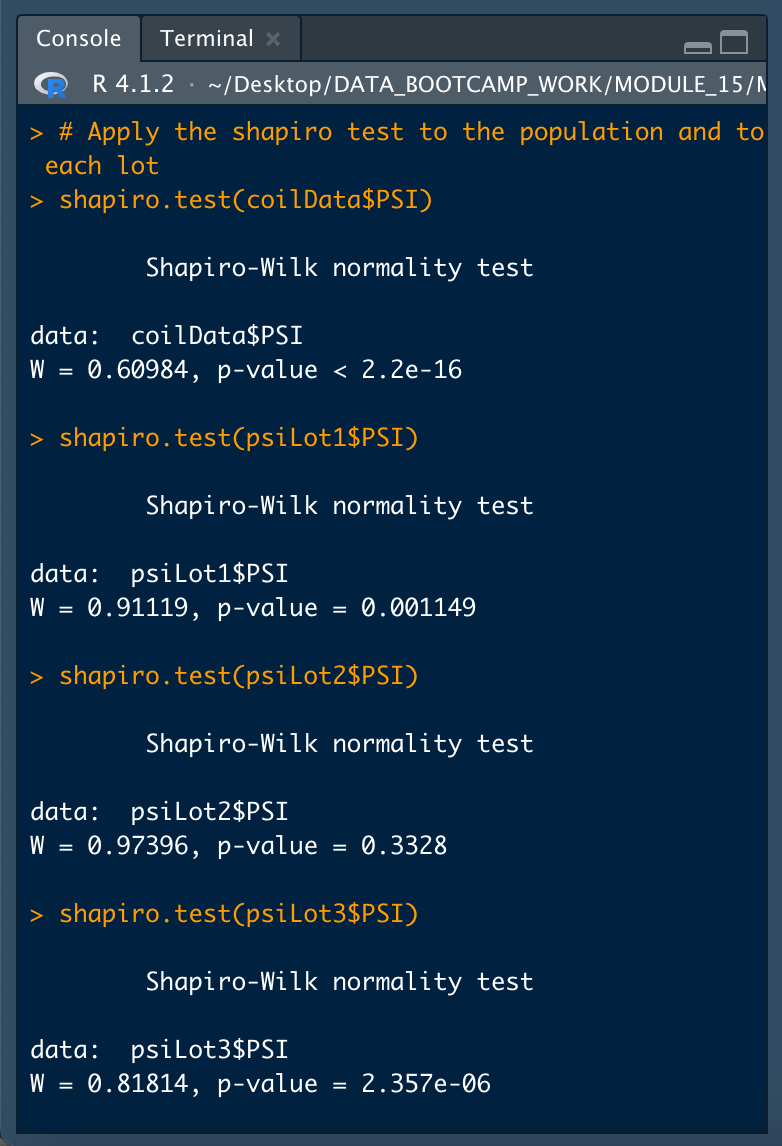 Console Terminal ×
R R 4.1.2 · ~/Desktop/DATA_BOOTCAMP_WORK/MODULE_15/M
> # Apply the shapiro test to the population and to
each lot
> shapiro.test(coilData$PSI)
Shapiro-Wilk normality test
data:  coilData$PSI
W = 0.60984, p-value < 2.2e-16
> shapiro.test(psiLot1$PSI)
Shapiro-Wilk normality test
data:  psiLot1$PSI
W = 0.91119, p-value = 0.001149
> shapiro.test(psiLot2$PSI)
Shapiro-Wilk normality test
data:  psiLot2$PSI
W = 0.97396, p-value = 0.3328
> shapiro.test(psiLot3$PSI)
Shapiro-Wilk normality test
data:  psiLot3$PSI
W = 0.81814, p-value = 2.357e-06